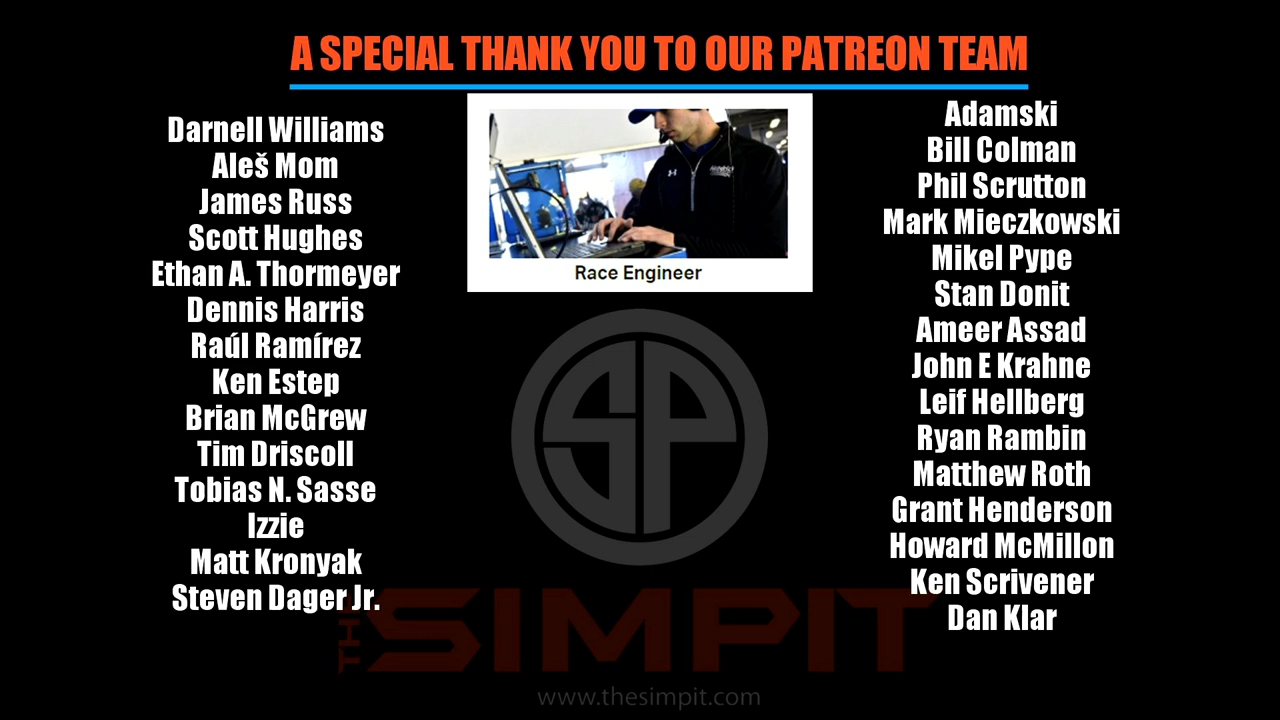 A SPECIAL THANK YOU TO OUR PATREON TEAM
Darnell Williams
Aleš Mom
James Russ
Scott Hughes
Ethan A. Thormeyer
Dennis Harris
Raúl Ramírez
Ken Estep
Brian McGrew
Tim Driscoll
Tobias N. Sasse
Izzie
Matt Kronyak
Steven Dager Jr.
Race Engineer
SP
THE SIMPIT
www.thesimpit.com
Adamski
Bill Colman
Phil Scrutton
Mark Mieczkowski
Mikel Pype
Stan Donit
Ameer Assad
John E Krahne
Leif Hellberg
Ryan Rambin
Matthew Roth
Grant Henderson
Howard McMillon
Ken Scrivener
Dan Klar